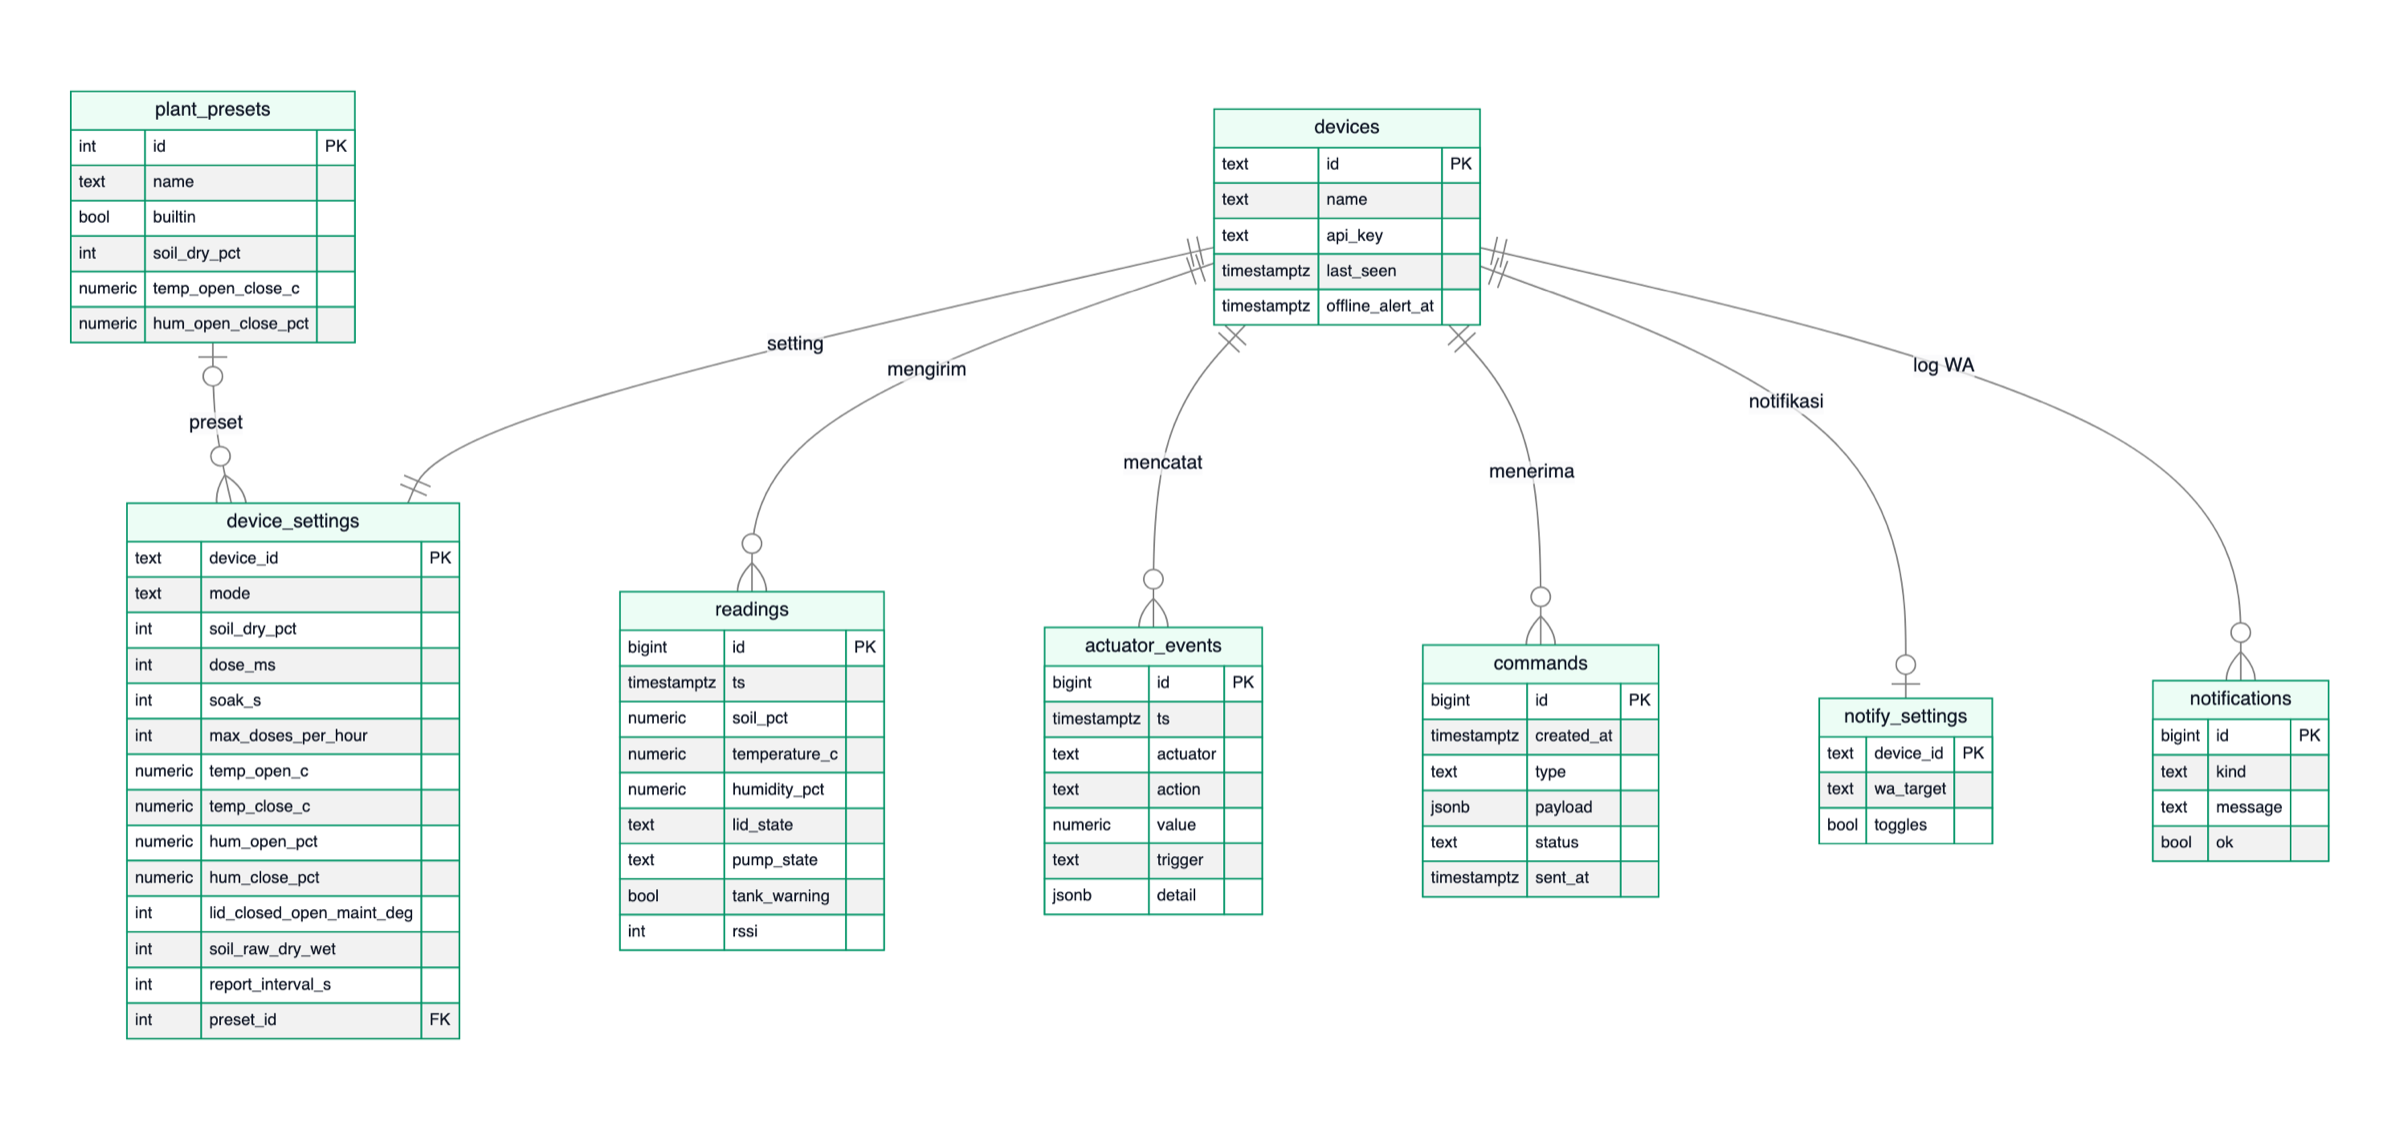 plant_presets
int id PK
text name
bool builtin
int soil_dry_pct
numeric temp_open_close_c
numeric hum_open_close_pct
devices
text id PK
text name
text api_key
timestamptz last_seen
timestamptz offline_alert_at
preset
setting
mengirim
mencatat
menerima
notifikasi
log WA
device_settings
text device_id PK
text mode
int soil_dry_pct
int dose_ms
int soak_s
int max_doses_per_hour
numeric temp_open_c
numeric temp_close_c
numeric hum_open_pct
numeric hum_close_pct
int lid_closed_open_maint_deg
int soil_raw_dry_wet
int report_interval_s
int preset_id FK
readings
bigint id PK
timestamptz ts
numeric soil_pct
numeric temperature_c
numeric humidity_pct
text lid_state
text pump_state
bool tank_warning
int rssi
actuator_events
bigint id PK
timestamptz ts
text actuator
text action
numeric value
text trigger
jsonb detail
commands
bigint id PK
timestamptz created_at
text type
jsonb payload
text status
timestamptz sent_at
notify_settings
text device_id PK
text wa_target
bool toggles
notifications
bigint id PK
text kind
text message
bool ok